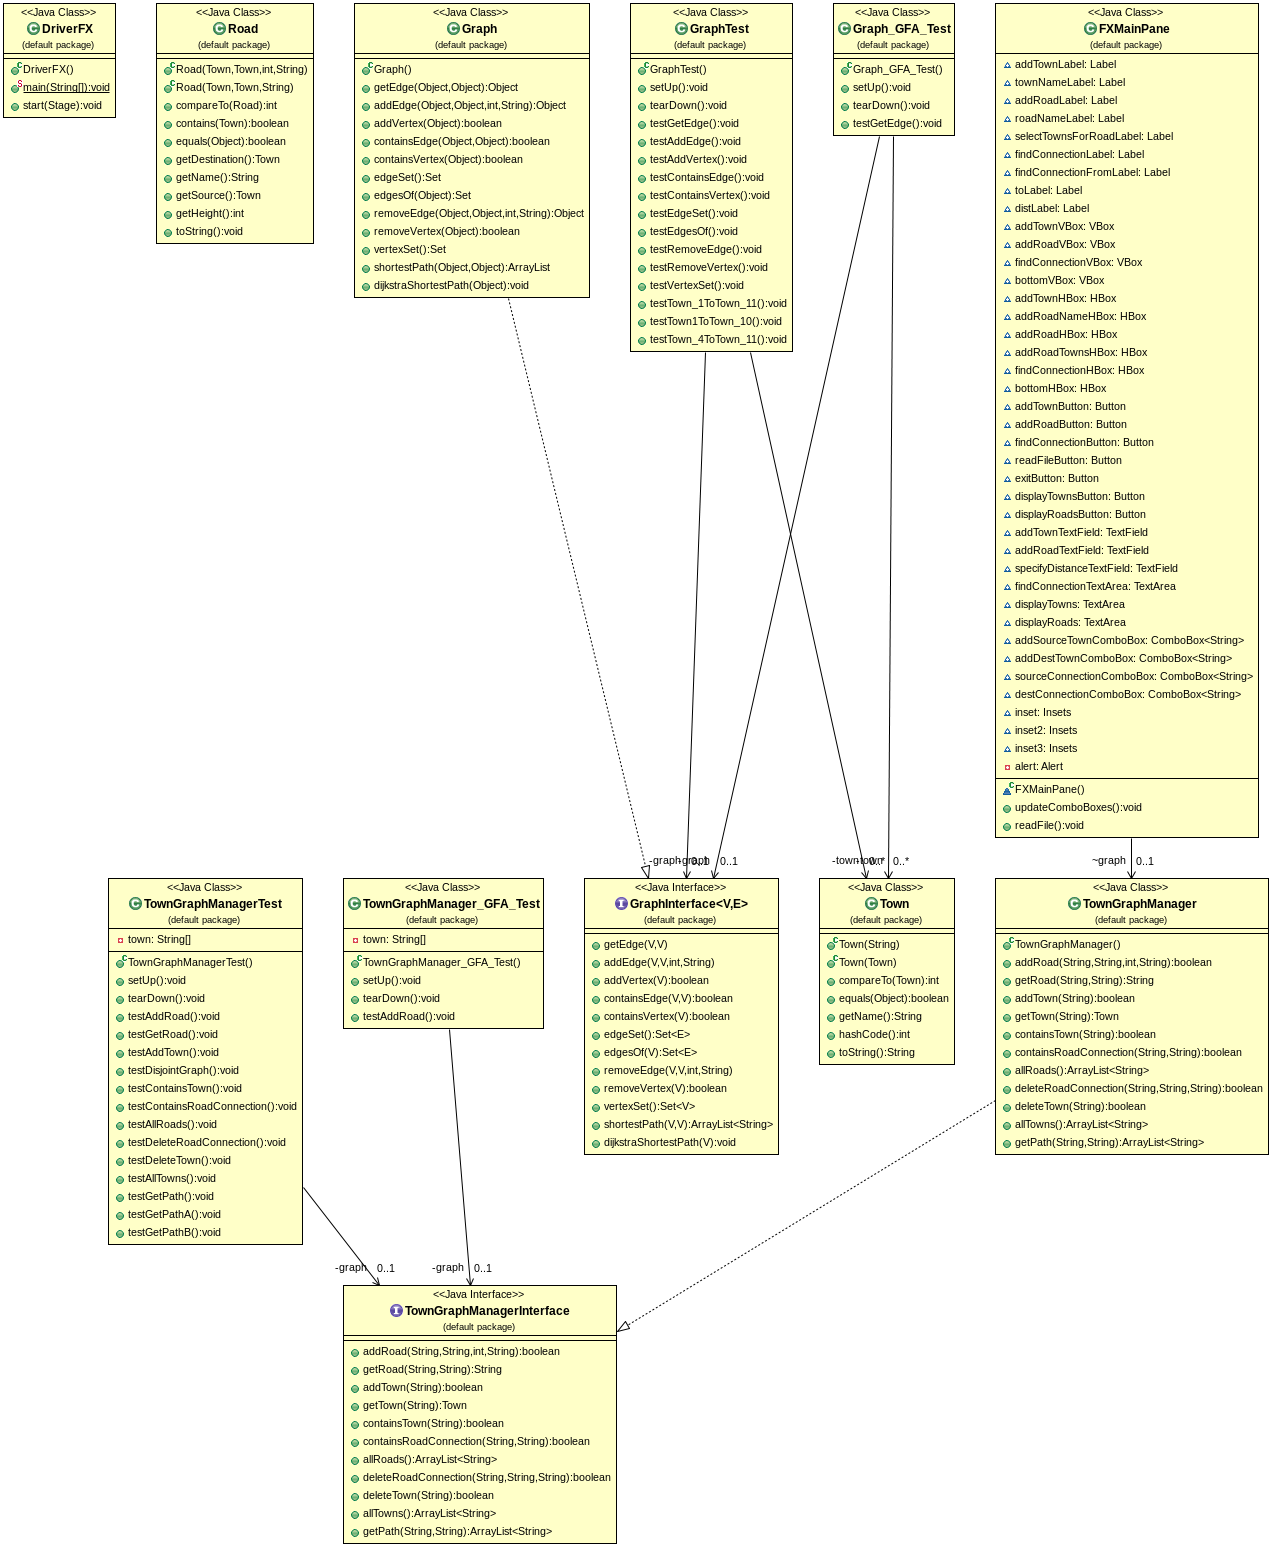 <<Java Class>>
DriverFX
(default package)
DriverFX()
main(String[]):void
start(Stage):void
<<Java Class>>
Road
(default package)
Road(Town,Town,int,String)
Road(Town,Town,String)
compareTo(Road):int
contains(Town):boolean
equals(Object):boolean
getDestination():Town
getName():String
getSource():Town
getHeight():int
toString():void
<<Java Class>>
Graph
(default package)
Graph()
getEdge(Object,Object):Object
addEdge(Object,Object,int,String):Object
addVertex(Object):boolean
containsEdge(Object,Object):boolean
containsVertex(Object):boolean
edgeSet():Set
edgesOf(Object):Set
removeEdge(Object,Object,int,String):Object
removeVertex(Object):boolean
vertexSet():Set
shortestPath(Object,Object):ArrayList
dijkstraShortestPath(Object):void
<<Java Class>>
GraphTest
(default package)
GraphTest()
setUp():void
tearDown():void
testGetEdge():void
testAddEdge():void
testAddVertex():void
testContainsEdge():void
testContainsVertex():void
testEdgeSet():void
testEdgesOf():void
testRemoveEdge():void
testRemoveVertex():void
testVertexSet():void
testTown_1ToTown_11():void
testTown1ToTown_10():void
testTown_4ToTown_11():void
<<Java Class>>
Graph_GFA_Test
(default package)
Graph_GFA_Test()
setUp():void
tearDown():void
testGetEdge():void
<<Java Class>>
FXMainPane
(default package)
addTownLabel: Label
townNameLabel: Label
addRoadLabel: Label
roadNameLabel: Label
selectTownsForRoadLabel: Label
findConnectionLabel: Label
findConnectionFromLabel: Label
toLabel: Label
distLabel: Label
addTownVBox: VBox
addRoadVBox: VBox
findConnectionVBox: VBox
bottomVBox: VBox
addTownHBox: HBox
addRoadNameHBox: HBox
addRoadHBox: HBox
addRoadTownsHBox: HBox
findConnectionHBox: HBox
bottomHBox: HBox
addTownButton: Button
addRoadButton: Button
findConnectionButton: Button
readFileButton: Button
exitButton: Button
displayTownsButton: Button
displayRoadsButton: Button
addTownTextField: TextField
addRoadTextField: TextField
specifyDistanceTextField: TextField
findConnectionTextArea: TextArea
displayTowns: TextArea
displayRoads: TextArea
addSourceTownComboBox: ComboBox<String>
addDestTownComboBox: ComboBox<String>
sourceConnectionComboBox: ComboBox<String>
destConnectionComboBox: ComboBox<String>
inset: Insets
inset2: Insets
inset3: Insets
alert: Alert
FXMainPane()
updateComboBoxes():void
readFile():void
-graph
-graph
0..1
0..1
-town
-town
0..*
0..*
~graph
0..1
<<Java Class>>
TownGraphManagerTest
(default package)
town: String[]
TownGraphManagerTest()
setUp():void
tearDown():void
testAddRoad():void
testGetRoad():void
testAddTown():void
testDisjointGraph():void
testContainsTown():void
testContainsRoadConnection():void
testAllRoads():void
testDeleteRoadConnection():void
testDeleteTown():void
testAllTowns():void
testGetPath():void
testGetPathA():void
testGetPathB():void
<<Java Class>>
TownGraphManager_GFA_Test
(default package)
town: String[]
TownGraphManager_GFA_Test()
setUp():void
tearDown():void
testAddRoad():void
<<Java Interface>>
GraphInterface<V,E>
(default package)
getEdge(V,V)
addEdge(V,V,int,String)
addVertex(V):boolean
containsEdge(V,V):boolean
containsVertex(V):boolean
edgeSet():Set<E>
edgesOf(V):Set<E>
removeEdge(V,V,int,String)
removeVertex(V):boolean
vertexSet():Set<V>
shortestPath(V,V):ArrayList<String>
dijkstraShortestPath(V):void
<<Java Class>>
Town
(default package)
Town(String)
Town(Town)
compareTo(Town):int
equals(Object):boolean
getName():String
hashCode():int
toString():String
<<Java Class>>
TownGraphManager
(default package)
TownGraphManager()
addRoad(String,String,int,String):boolean
getRoad(String,String):String
addTown(String):boolean
getTown(String):Town
containsTown(String):boolean
containsRoadConnection(String,String):boolean
allRoads():ArrayList<String>
deleteRoadConnection(String,String,String):boolean
deleteTown(String):boolean
allTowns():ArrayList<String>
getPath(String,String):ArrayList<String>
-graph
0..1
-graph
0..1
<<Java Interface>>
TownGraphManagerInterface
(default package)
addRoad(String,String,int,String):boolean
getRoad(String,String):String
addTown(String):boolean
getTown(String):Town
containsTown(String):boolean
containsRoadConnection(String,String):boolean
allRoads():ArrayList<String>
deleteRoadConnection(String,String,String):boolean
deleteTown(String):boolean
allTowns():ArrayList<String>
getPath(String,String):ArrayList<String>